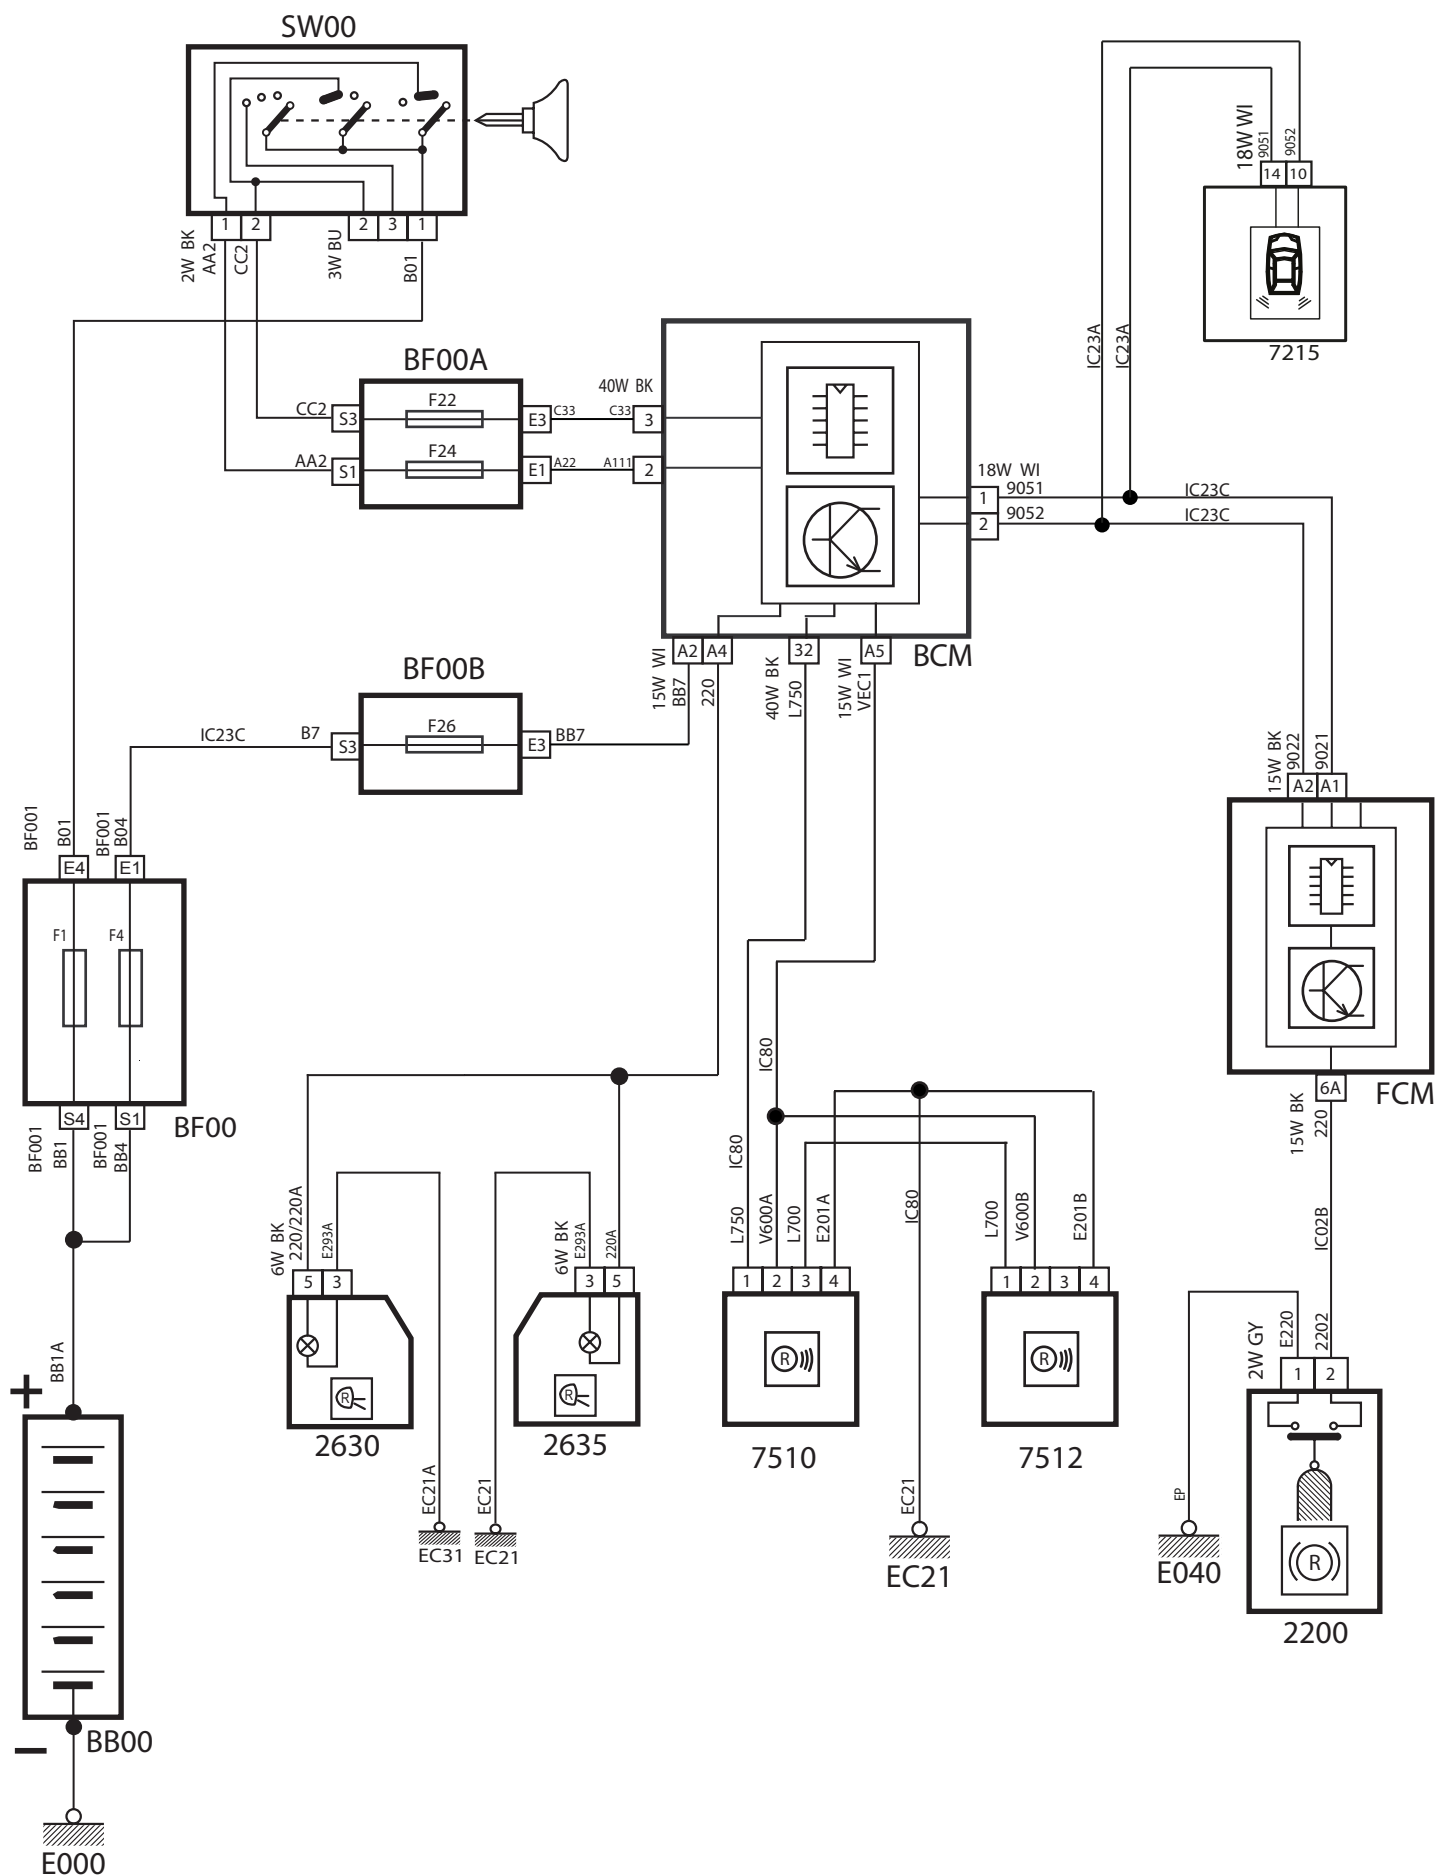 SW00
1 2 2 3 1
2W BK
AA2
CC2
3W BU
B01
18W WI
9051
9052
14 10
7215
IC23A
IC23A
BF00A
CC2 S3 F22 E3 C33 C33 3
40W BK
AA2 S1 F24 E1 A22 A111 2
18W WI
1 9051 IC23C
2 9052 IC23C
BCM
A2 A4 32 A5
15W WI
BB7
220
40W BK
L750
15W WI
VEC1
BF00B
IC23C B7 S3 F26 E3 BB7
15W BK
9022
9021
A2 A1
BF001
B01
BF001
B04
E4 E1
F1 F4
S4 S1
BF00
BF001
BB1
BF001
BB4
6A
FCM
15W BK
220
IC02B
IC80
IC80
IC80
6W BK
220/220A
E293A
6W BK
E293A
220A
L750
V600A
L700
E201A
L700
V600B
E201B
2W GY
E220
2202
5 3
3 5
1 2 3 4
1 2 3 4
1 2
R
R
R
R
R
2630
2635
7510
7512
2200
BB1A
+
EC21A
EC31
EC21
EC21
EC21
EC21
EP
E040
–
BB00
E000